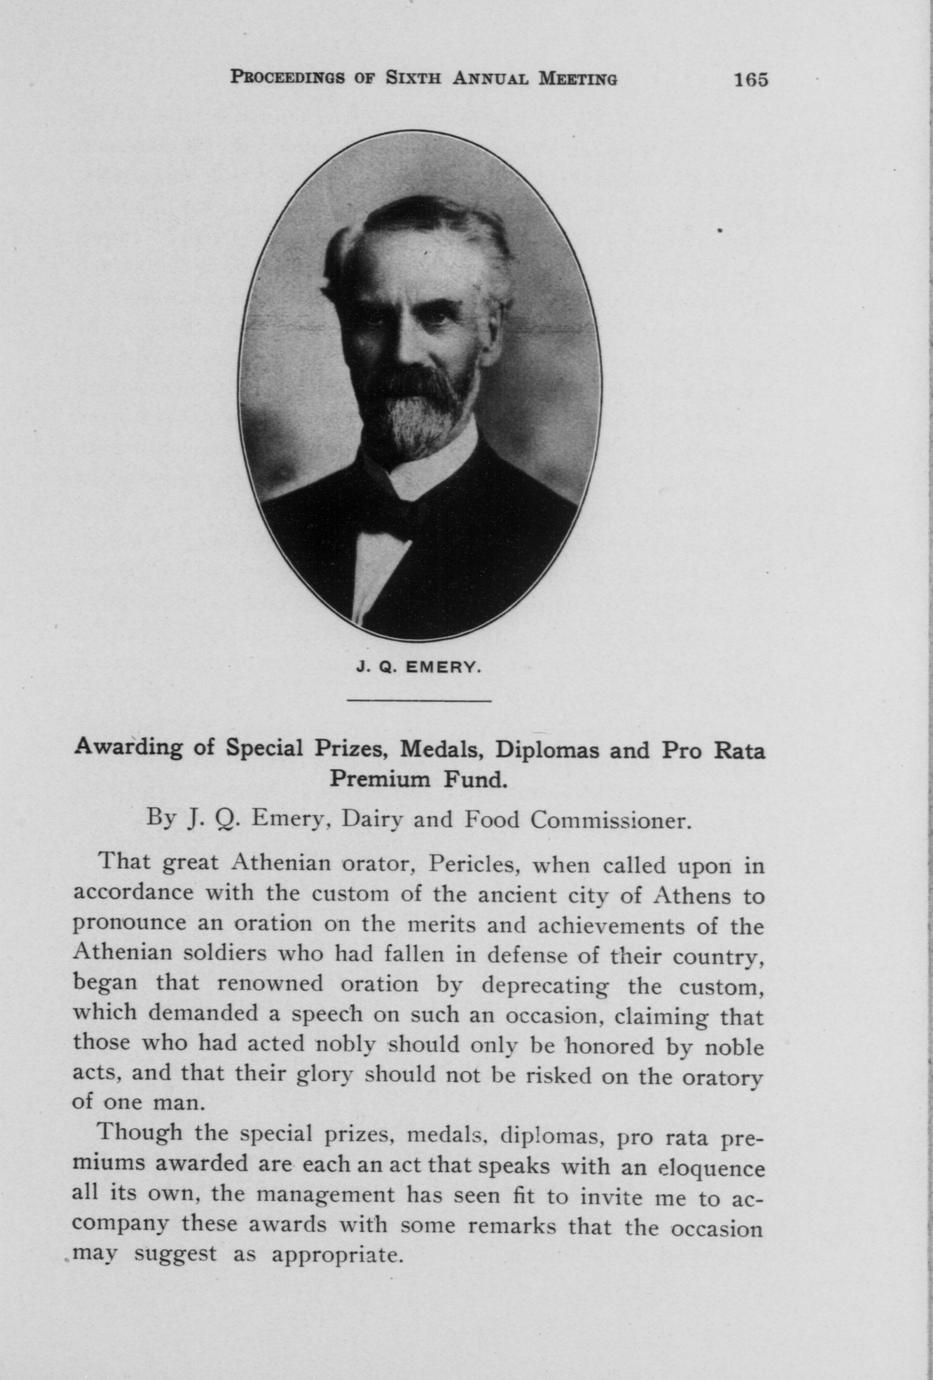 PROCEEDINGS OF SIXTH ANNUAL MEETING 165
J. Q. EMERY.
Awarding of Special Prizes, Medals, Diplomas and Pro Rata
Premium Fund.
By J. Q. Emery, Dairy and Food Commissioner.
That great Athenian orator, Pericles, when called upon in
accordance with the custom of the ancient city of Athens to
pronounce an oration on the merits and achievements of the
Athenian soldiers who had fallen in defense of their country,
began that renowned oration by deprecating the custom,
which demanded a speech on such an occasion, claiming that
those who had acted nobly should only be honored by noble
acts, and that their glory should not be risked on the oratory
of one man.
Though the special prizes, medals, diplomas, pro rata pre-
miums awarded are each an act that speaks with an eloquence
all its own, the management has seen fit to invite me to ac-
company these awards with some remarks that the occasion
may suggest as appropriate.